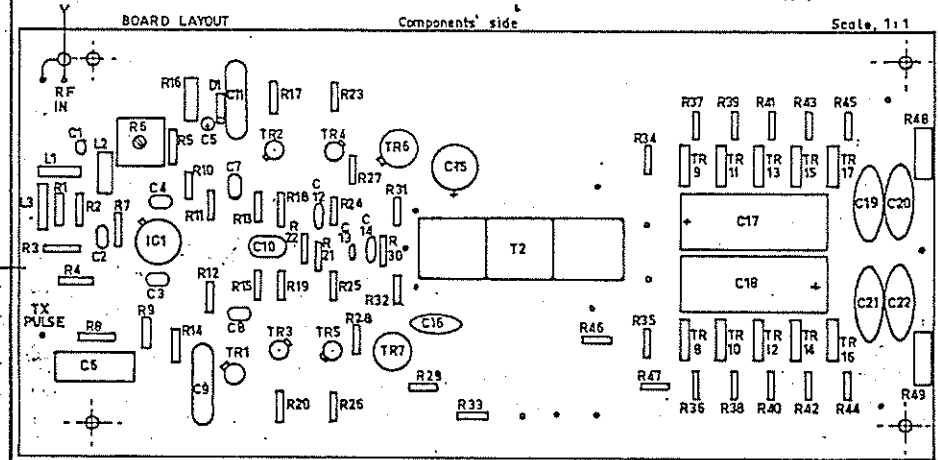 BOARD LAYOUT Components' side Scale, 1:1
RF
IN
R16 D1 C11 R17 R23
C1 L2 R6 R5 C5 TR2 TR4 TR6 C15 R34
R37 R39 R41 R43 R45 R48
L1 R10 C7 R27 R31
TR
9
TR
11
TR
13
TR
15
TR
17
L3 R1 R2 R7 C4 R11 R13 R18 C
12
R24 C
13
C
14
C17 C19 C20
R3 C2 IC1 C10 R
22
R
21
R
30
T2
R4 C3 R12 R15 R19 R25 R32 C18 C21 C22
TX
PULSE
R8 R9 R14 C8 R28 C16 R46 R35
C6 TR1 TR3 TR5 TR7
TR
8
TR
10
TR
12
TR
14
TR
16
C9 R29 R47 R49
R20 R26 R33 R36 R38 R40 R42 R44